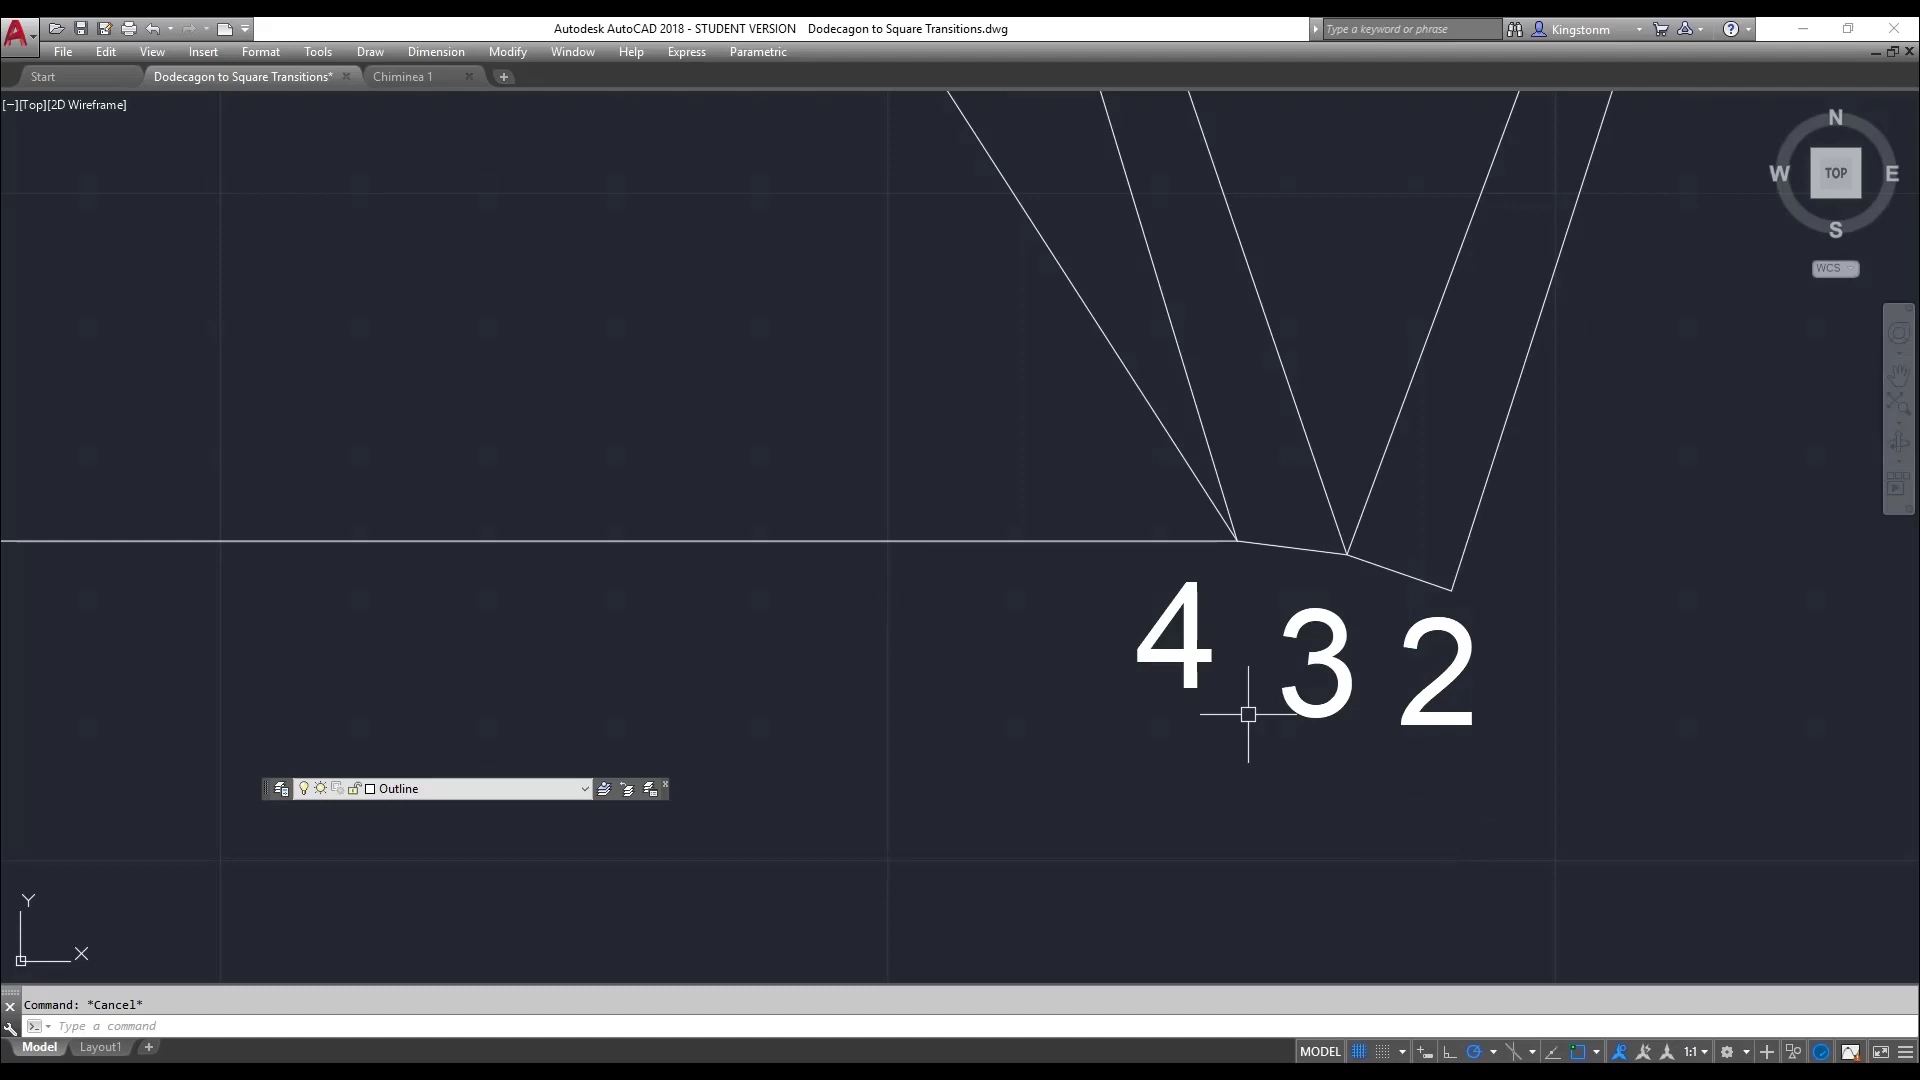 Autodesk AutoCAD 2018 - STUDENT VERSION Dodecagon to Square Transitions.dwg
Type a keyword or phrase
Kingstonm
File Edit View Insert Format Tools Draw Dimension Modify Window Help Express Parametric
Start Dodecagon to Square Transitions* Chiminea 1
[−][Top][2D Wireframe]
N
W TOP E
S
WCS
4 3 2
Outline
Y
X
Command: *Cancel*
Type a command
Model Layout1
MODEL 1:1